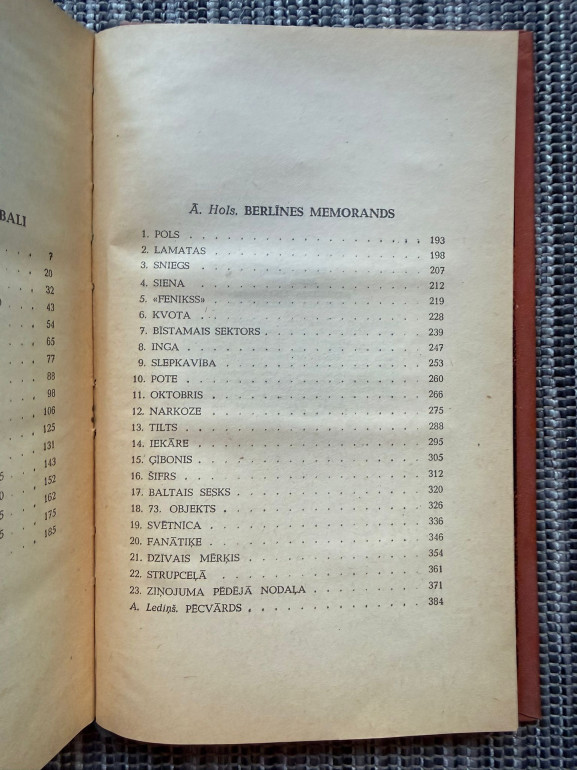 BALI
7
20
32
43
54
65
77
88
98
106
125
131
143
152
162
175
185
Ā. Hols. BERLĪNES MEMORANDS
1. POLS . . . . . . . . . . . . . . 193
2. LAMATAS . . . . . . . . . . . . . . 198
3. SNIEGS . . . . . . . . . . . . . . 207
4. SIENA . . . . . . . . . . . . . . 212
5. «FENIKSS» . . . . . . . . . . . . . . 219
6. KVOTA . . . . . . . . . . . . . . 228
7. BĪSTAMAIS SEKTORS . . . . . . . . . . 239
8. INGA . . . . . . . . . . . . . . 247
9. SLEPKAVĪBA . . . . . . . . . . . . 253
10. POTE . . . . . . . . . . . . . . 260
11. OKTOBRIS . . . . . . . . . . . . . 266
12. NARKOZE . . . . . . . . . . . . . 275
13. TILTS . . . . . . . . . . . . . . 288
14. IEKĀRE . . . . . . . . . . . . . . 295
15. ĢĪBONIS . . . . . . . . . . . . . . 305
16. ŠIFRS . . . . . . . . . . . . . . 312
17. BALTAIS SESKS . . . . . . . . . . . 320
18. 73. OBJEKTS . . . . . . . . . . . . 326
19. SVĒTNĪCA . . . . . . . . . . . . . 336
20. FANĀTIĶE . . . . . . . . . . . . . 346
21. DZĪVAIS MĒRĶIS . . . . . . . . . . . 354
22. STRUPCEĻĀ . . . . . . . . . . . . 361
23. ZIŅOJUMA PĒDĒJĀ NODAĻA . . . . . . . . 371
A. Lediņš. PĒCVĀRDS . . . . . . . . . . . 384